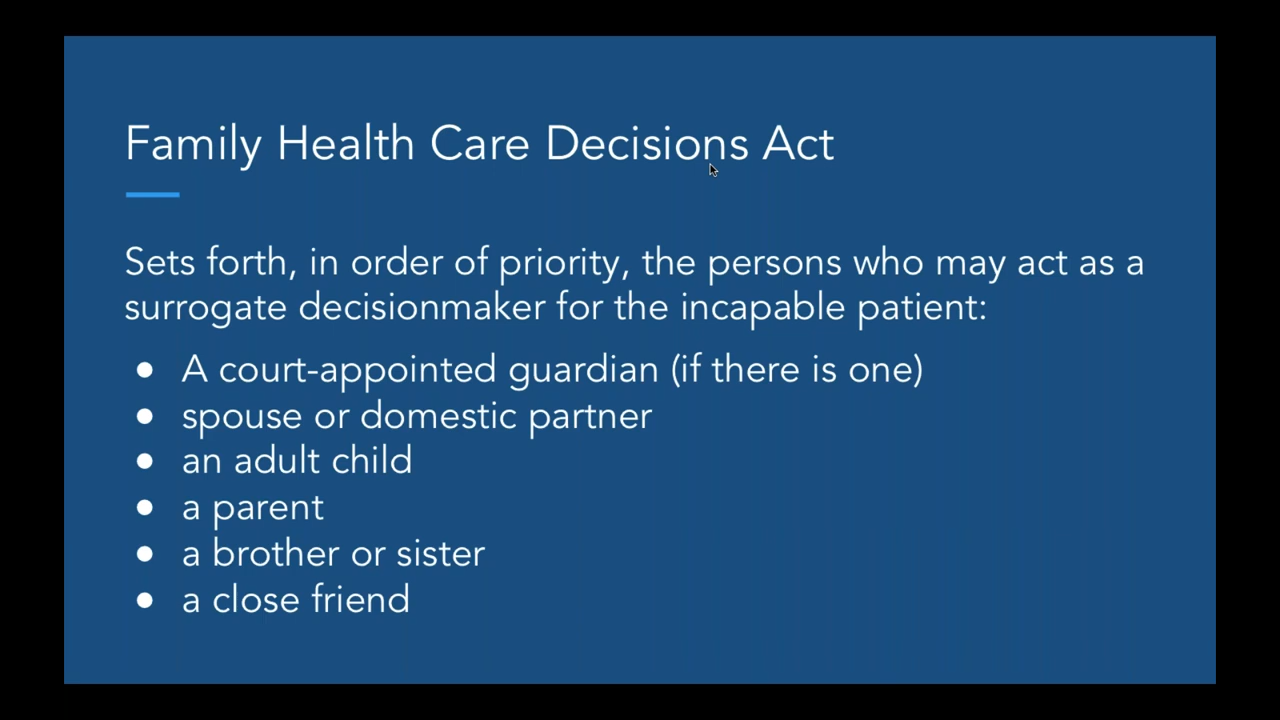 Family Health Care Decisions Act
Sets forth, in order of priority, the persons who may act as a
surrogate decisionmaker for the incapable patient:
● A court-appointed guardian (if there is one)
● spouse or domestic partner
● an adult child
● a parent
● a brother or sister
● a close friend